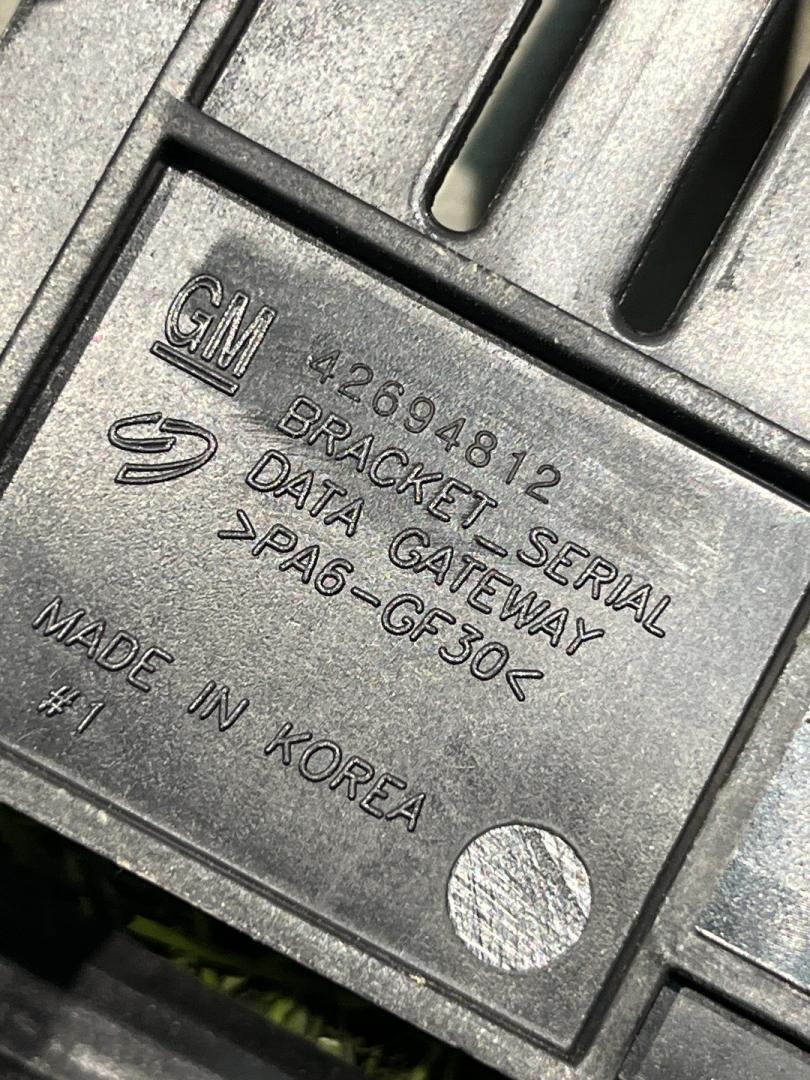 GM 42694812
BRACKET_SERIAL
DATA GATEWAY
>PA6-GF30<
MADE IN KOREA
#1